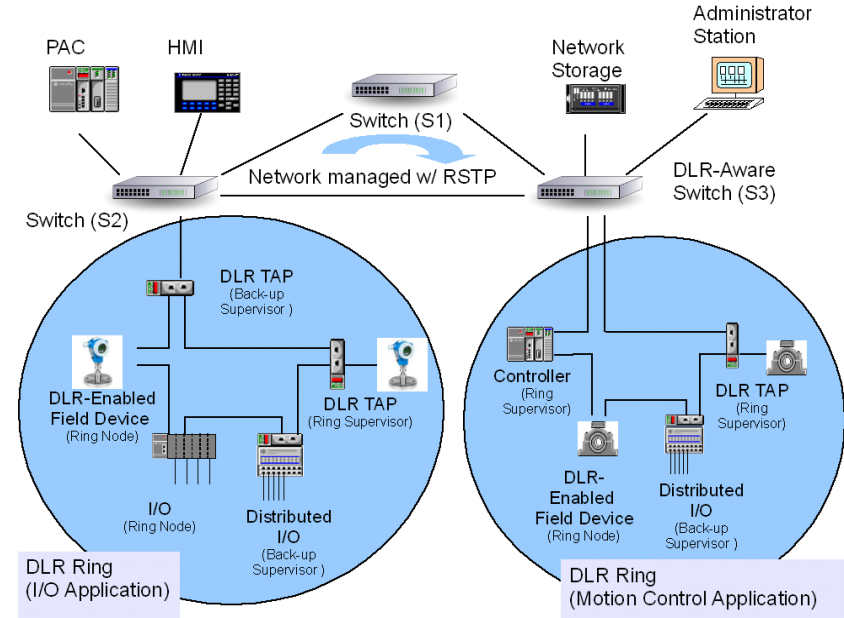 PAC
HMI
Switch (S1)
Network
Storage
Administrator
Station
Network managed w/ RSTP
DLR-Aware
Switch (S3)
Switch (S2)
DLR TAP
(Back-up
Supervisor )
DLR-Enabled
Field Device
(Ring Node)
DLR TAP
(Ring Supervisor)
I/O
(Ring Node)
Distributed
I/O
(Back-up
Supervisor )
DLR Ring
(I/O Application)
Controller
(Ring
Supervisor)
DLR TAP
(Ring
Supervisor)
DLR-
Enabled
Field Device
(Ring Node)
Distributed
I/O
(Back-up
Supervisor )
DLR Ring
(Motion Control Application)